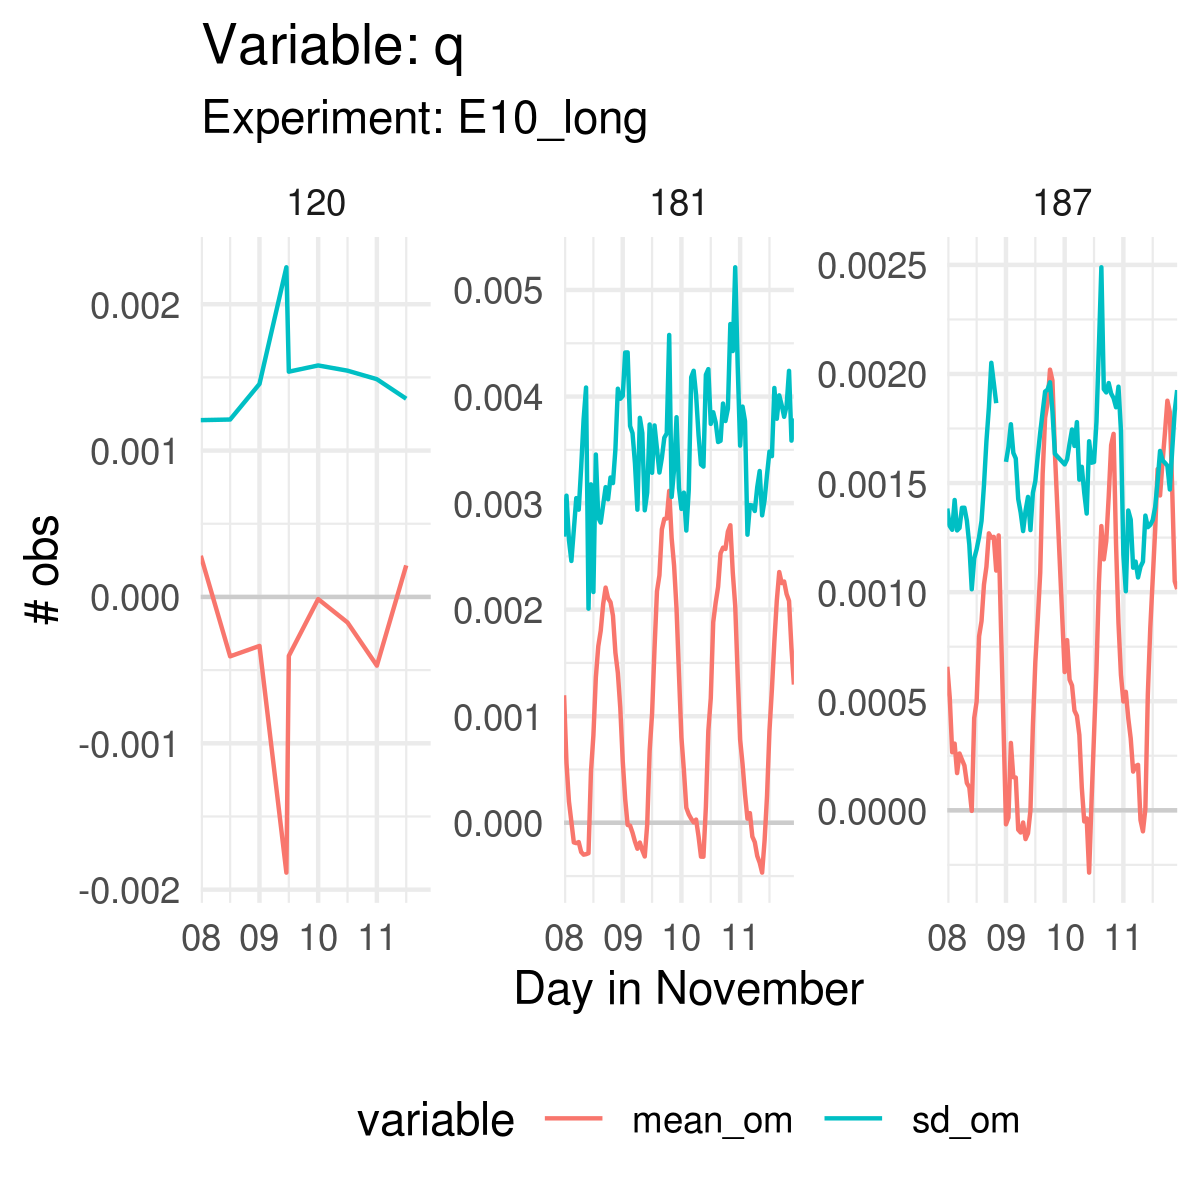 Variable: q
Experiment: E10_long
120
181
187
0.002
0.001
0.000
-0.001
-0.002
0.005
0.004
0.003
0.002
0.001
0.000
0.0025
0.0020
0.0015
0.0010
0.0005
0.0000
# obs
08 09 10 11
08 09 10 11
08 09 10 11
Day in November
variable mean_om sd_om